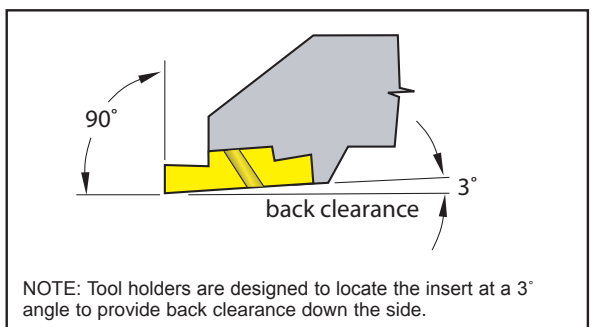 90˚
3˚
back clearance
NOTE: Tool holders are designed to locate the insert at a 3˚
angle to provide back clearance down the side.